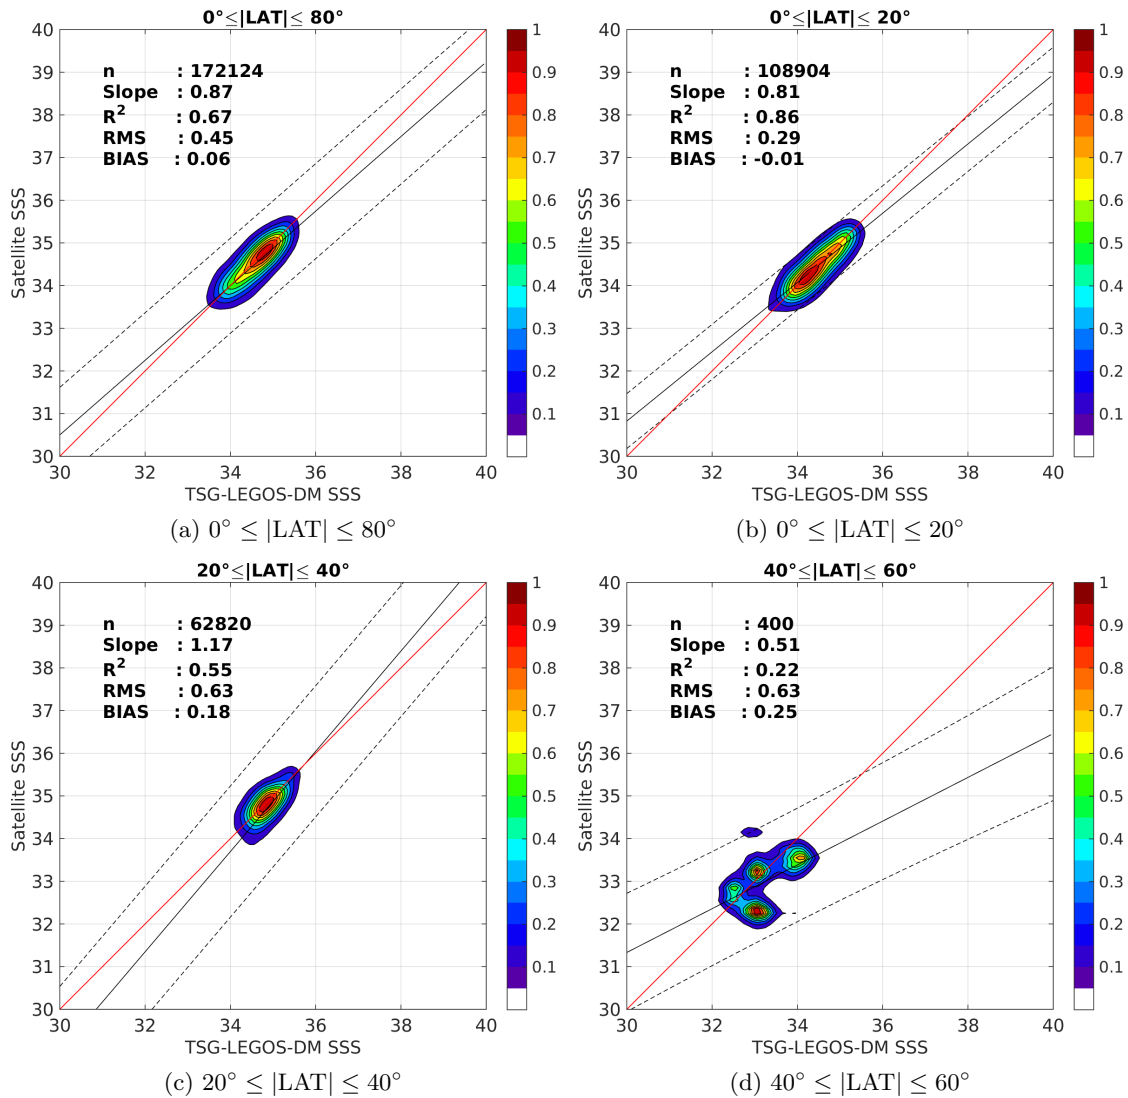 0°≤|LAT|≤ 80°
n : 172124
Slope : 0.87
R² : 0.67
RMS : 0.45
BIAS : 0.06
40
39
38
37
36
35
34
33
32
31
30
Satellite SSS
30 32 34 36 38 40
TSG-LEGOS-DM SSS
1
0.9
0.8
0.7
0.6
0.5
0.4
0.3
0.2
0.1
(a) 0° ≤ |LAT| ≤ 80°
0°≤|LAT|≤ 20°
n : 108904
Slope : 0.81
R² : 0.86
RMS : 0.29
BIAS : -0.01
40
39
38
37
36
35
34
33
32
31
30
Satellite SSS
30 32 34 36 38 40
TSG-LEGOS-DM SSS
1
0.9
0.8
0.7
0.6
0.5
0.4
0.3
0.2
0.1
(b) 0° ≤ |LAT| ≤ 20°
20°≤|LAT|≤ 40°
n : 62820
Slope : 1.17
R² : 0.55
RMS : 0.63
BIAS : 0.18
40
39
38
37
36
35
34
33
32
31
30
Satellite SSS
30 32 34 36 38 40
TSG-LEGOS-DM SSS
1
0.9
0.8
0.7
0.6
0.5
0.4
0.3
0.2
0.1
(c) 20° ≤ |LAT| ≤ 40°
40°≤|LAT|≤ 60°
n : 400
Slope : 0.51
R² : 0.22
RMS : 0.63
BIAS : 0.25
40
39
38
37
36
35
34
33
32
31
30
Satellite SSS
30 32 34 36 38 40
TSG-LEGOS-DM SSS
1
0.9
0.8
0.7
0.6
0.5
0.4
0.3
0.2
0.1
(d) 40° ≤ |LAT| ≤ 60°